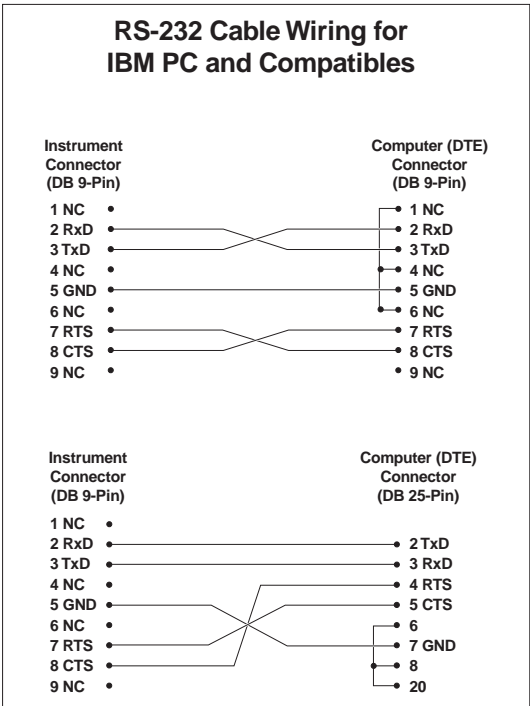 RS-232 Cable Wiring for
IBM PC and Compatibles
Instrument
Connector
(DB 9-Pin)
Computer (DTE)
Connector
(DB 9-Pin)
1 NC
1 NC
2 RxD
2 RxD
3 TxD
3 TxD
4 NC
4 NC
5 GND
5 GND
6 NC
6 NC
7 RTS
7 RTS
8 CTS
8 CTS
9 NC
9 NC
Instrument
Connector
(DB 9-Pin)
Computer (DTE)
Connector
(DB 25-Pin)
1 NC
2 RxD
2 TxD
3 TxD
3 RxD
4 NC
4 RTS
5 GND
5 CTS
6 NC
6
7 RTS
7 GND
8 CTS
8
9 NC
20